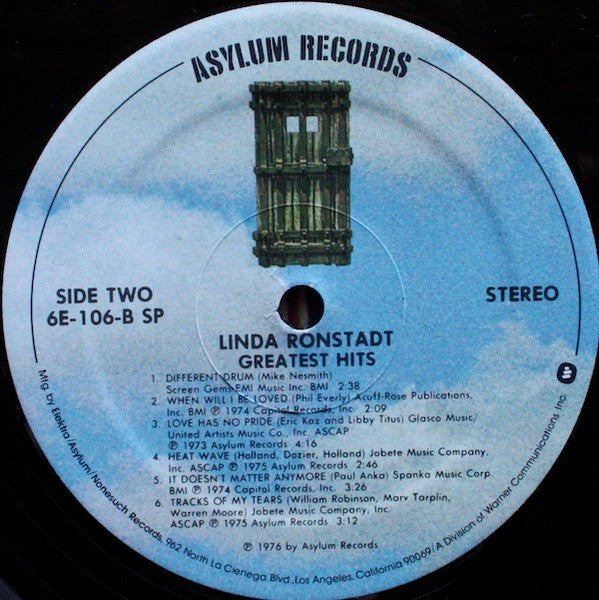 ASYLUM RECORDS
SIDE TWO
6E-106-B SP
STEREO
LINDA RONSTADT
GREATEST HITS
1. DIFFERENT DRUM (Mike Nesmith)
Screen Gems-EMI Music Inc. BMI 2:38
2. WHEN WILL I BE LOVED (Phil Everly) Acuff-Rose Publications,
Inc. BMI ℗ 1974 Capitol Records, Inc. 2:09
3. LOVE HAS NO PRIDE (Eric Kaz and Libby Titus) Glasco Music/
United Artists Music Co., Inc. ASCAP
℗ 1973 Asylum Records 4:16
4. HEAT WAVE (Holland, Dozier, Holland) Jobete Music Company,
Inc. ASCAP ℗ 1975 Asylum Records 2:46
5. IT DOESN'T MATTER ANYMORE (Paul Anka) Spanka Music Corp.
BMI ℗ 1974 Capitol Records, Inc. 3:26
6. TRACKS OF MY TEARS (William Robinson, Marv Tarplin,
Warren Moore) Jobete Music Company, Inc.
ASCAP ℗ 1975 Asylum Records 3:12
℗ 1976 by Asylum Records
Mfg. by Elektra/Asylum/Nonesuch Records, 962 North La Cienega Blvd., Los Angeles, California 90069/A Division of Warner Communications Inc.